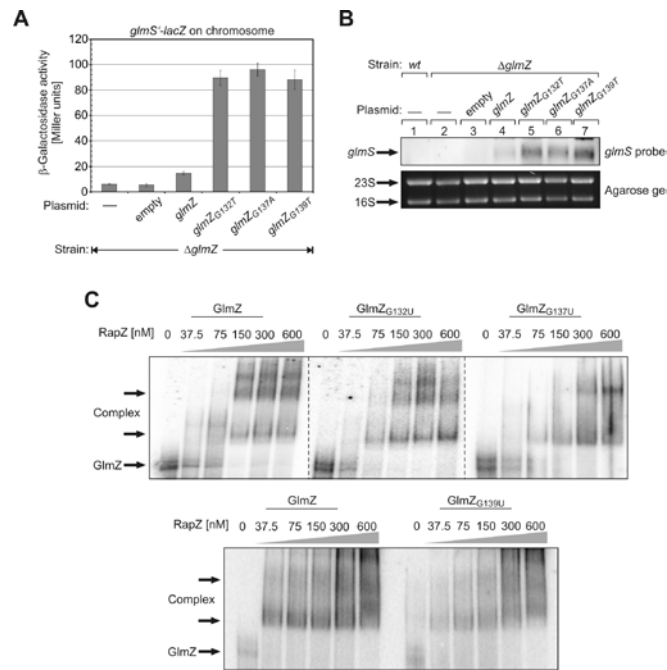 A
glmS'-lacZ on chromosome
β-Galactosidase activity
[Miller units]
120
100
80
60
40
20
0
Plasmid: — empty glmZ glmZG132T glmZG137A glmZG139T
Strain: ΔglmZ
B
Strain: wt ΔglmZ
Plasmid: — — empty glmZ glmZG132T glmZG137A glmZG139T
1 2 3 4 5 6 7
glmS glmS probe
23S
16S Agarose ge
C
GlmZ GlmZG132U GlmZG137U
RapZ [nM] 0 37.5 75 150 300 600 0 37.5 75 150 300 600 0 37.5 75 150 300 600
Complex
GlmZ
GlmZ GlmZG139U
RapZ [nM] 0 37.5 75 150 300 600 0 37.5 75 150 300 600
Complex
GlmZ